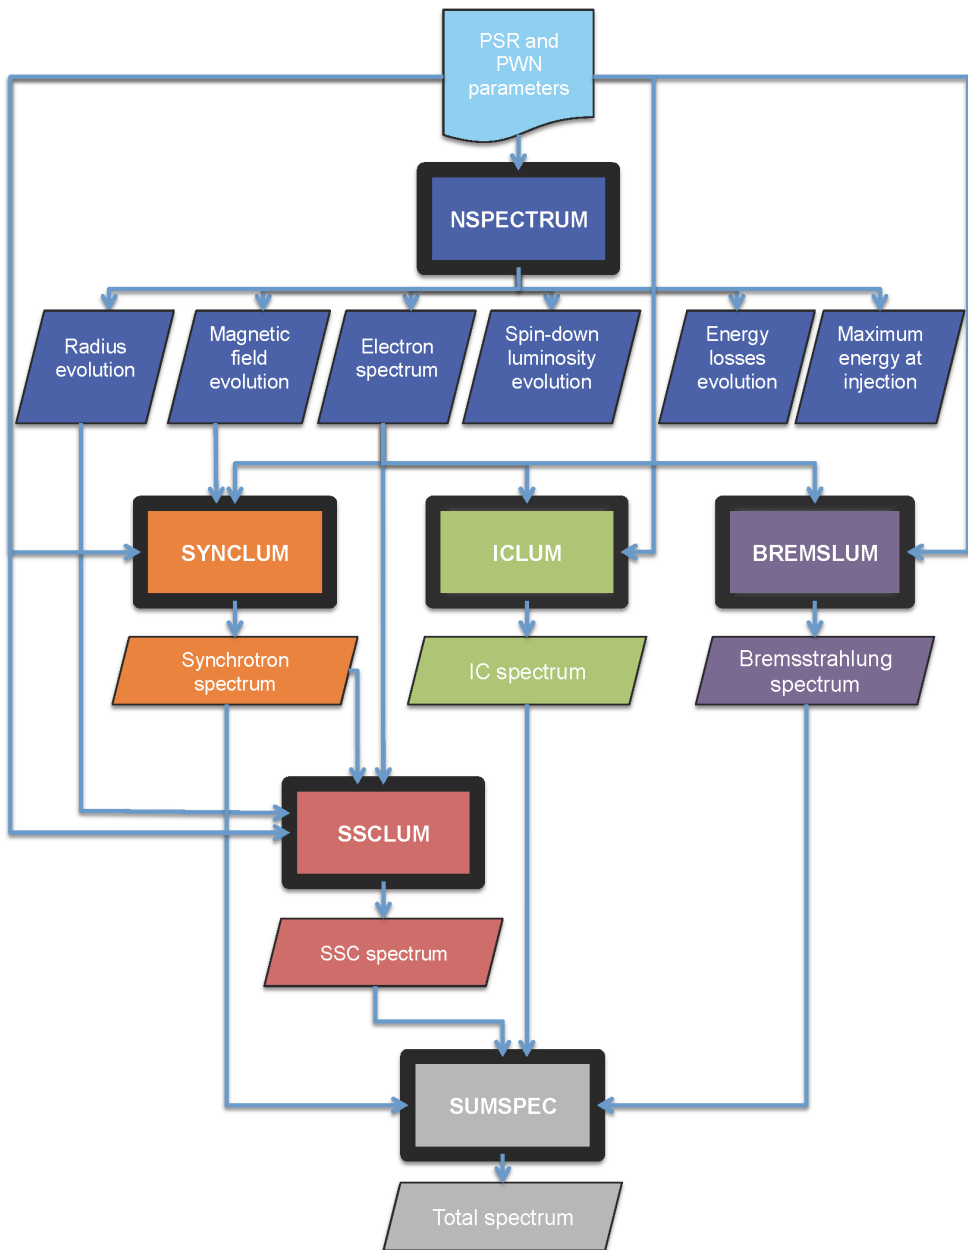 PSR and
PWN
parameters
NSPECTRUM
Radius
evolution
Magnetic
field
evolution
Electron
spectrum
Spin-down
luminosity
evolution
Energy
losses
evolution
Maximum
energy at
injection
SYNCLUM
ICLUM
BREMSLUM
Synchrotron
spectrum
IC spectrum
Bremsstrahlung
spectrum
SSCLUM
SSC spectrum
SUMSPEC
Total spectrum